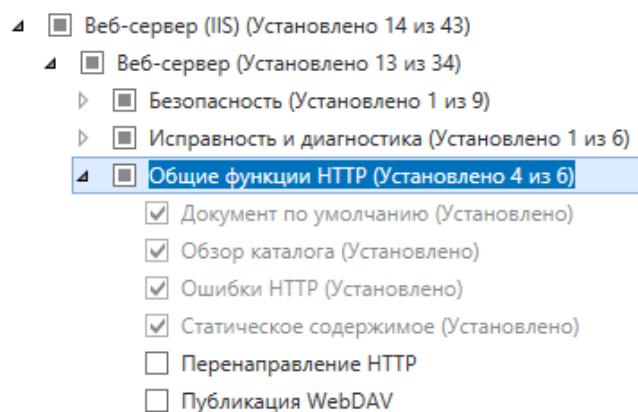 Веб-сервер (IIS) (Установлено 14 из 43)
Веб-сервер (Установлено 13 из 34)
Безопасность (Установлено 1 из 9)
Исправность и диагностика (Установлено 1 из 6)
Общие функции HTTP (Установлено 4 из 6)
Документ по умолчанию (Установлено)
Обзор каталога (Установлено)
Ошибки HTTP (Установлено)
Статическое содержимое (Установлено)
Перенаправление HTTP
Публикация WebDAV